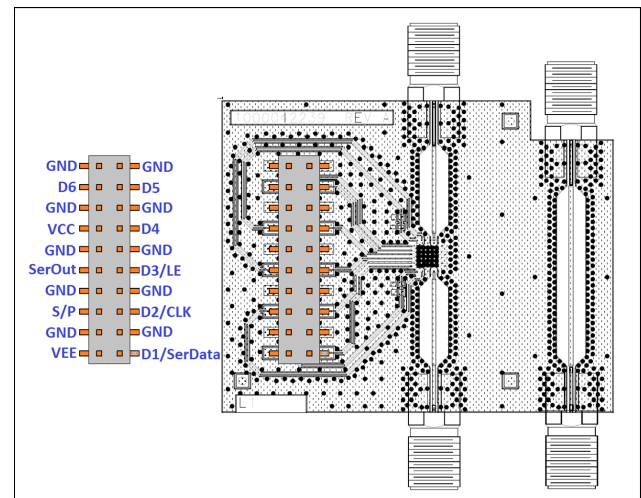 1000042239 REV A
GND GND
D6 D5
GND GND
VCC D4
GND GND
SerOut D3/LE
GND GND
S/P D2/CLK
GND GND
VEE D1/SerData